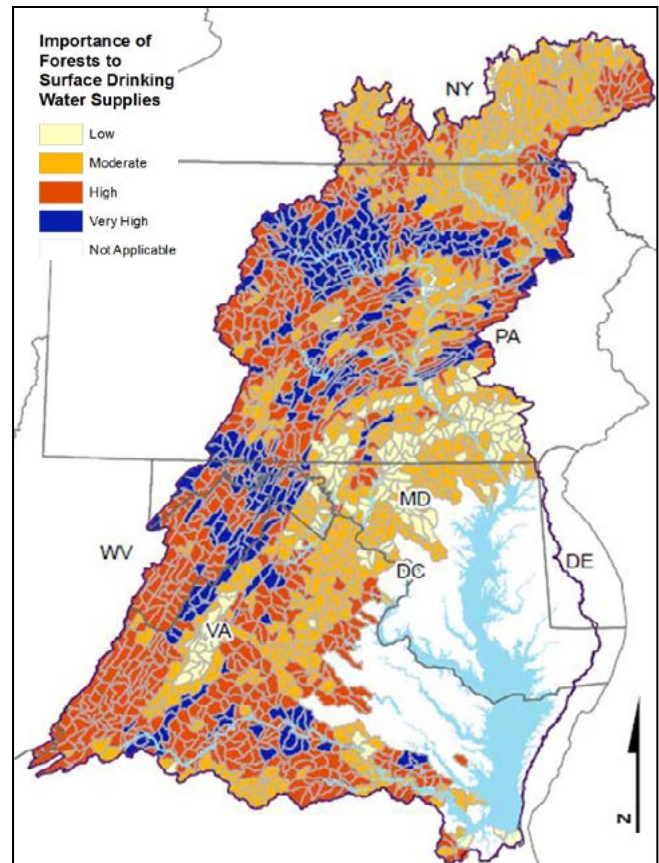 Importance of
Forests to
Surface Drinking
Water Supplies
Low
Moderate
High
Very High
Not Applicable
NY
PA
MD
WV
DC
DE
VA
N